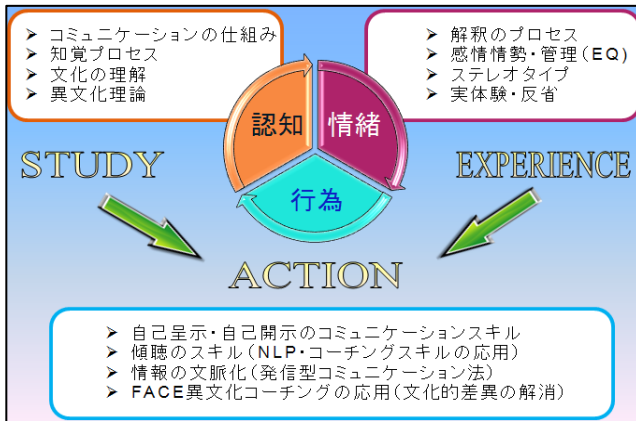 ➢ コミュニケーションの仕組み
➢ 知覚プロセス
➢ 文化の理解
➢ 異文化理論
➢ 解釈のプロセス
➢ 感情情勢・管理(EQ)
➢ ステレオタイプ
➢ 実体験・反省
認知
情緒
行為
STUDY
EXPERIENCE
ACTION
➢ 自己呈示・自己開示のコミュニケーションスキル
➢ 傾聴のスキル(NLP・コーチングスキルの応用)
➢ 情報の文脈化(発信型コミュニケーション法)
➢ FACE異文化コーチングの応用(文化的差異の解消)